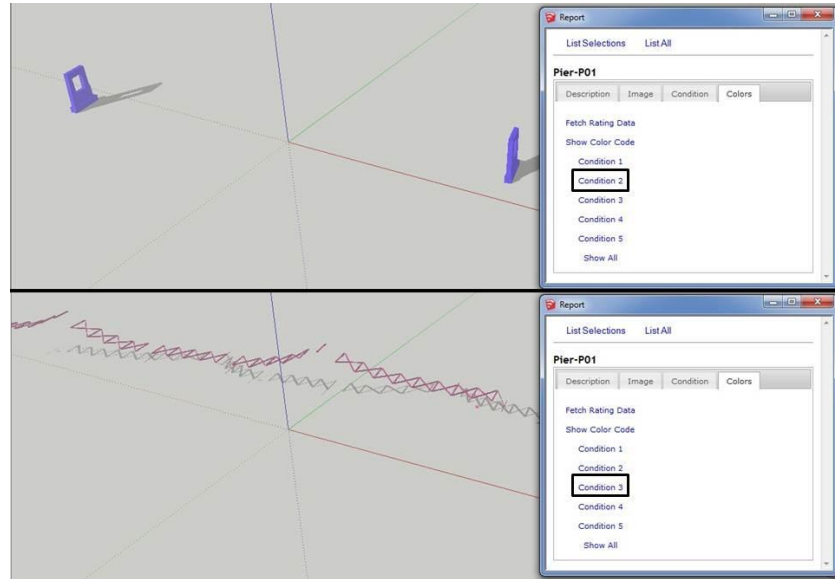 Report
List Selections List All
Pier-P01
Description Image Condition Colors
Fetch Rating Data
Show Color Code
Condition 1
Condition 2
Condition 3
Condition 4
Condition 5
Show All
Report
List Selections List All
Pier-P01
Description Image Condition Colors
Fetch Rating Data
Show Color Code
Condition 1
Condition 2
Condition 3
Condition 4
Condition 5
Show All